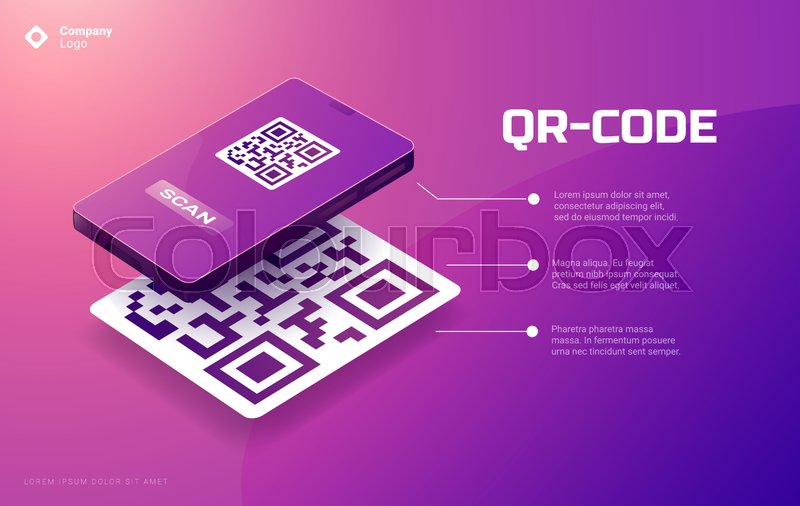 Company
Logo
QR-CODE
SCAN
Lorem ipsum dolor sit amet,
consectetur adipiscing elit,
sed do eiusmod tempor incidi.
colourbox
Magna aliqua. Eu feugiat
pretium nibh ipsum consequat.
Cras sed felis eget velit aliquet.
Pharetra pharetra massa
massa. In fermentum posuere
urna nec tincidunt sent semper.
LOREM IPSUM DOLOR SIT AMET